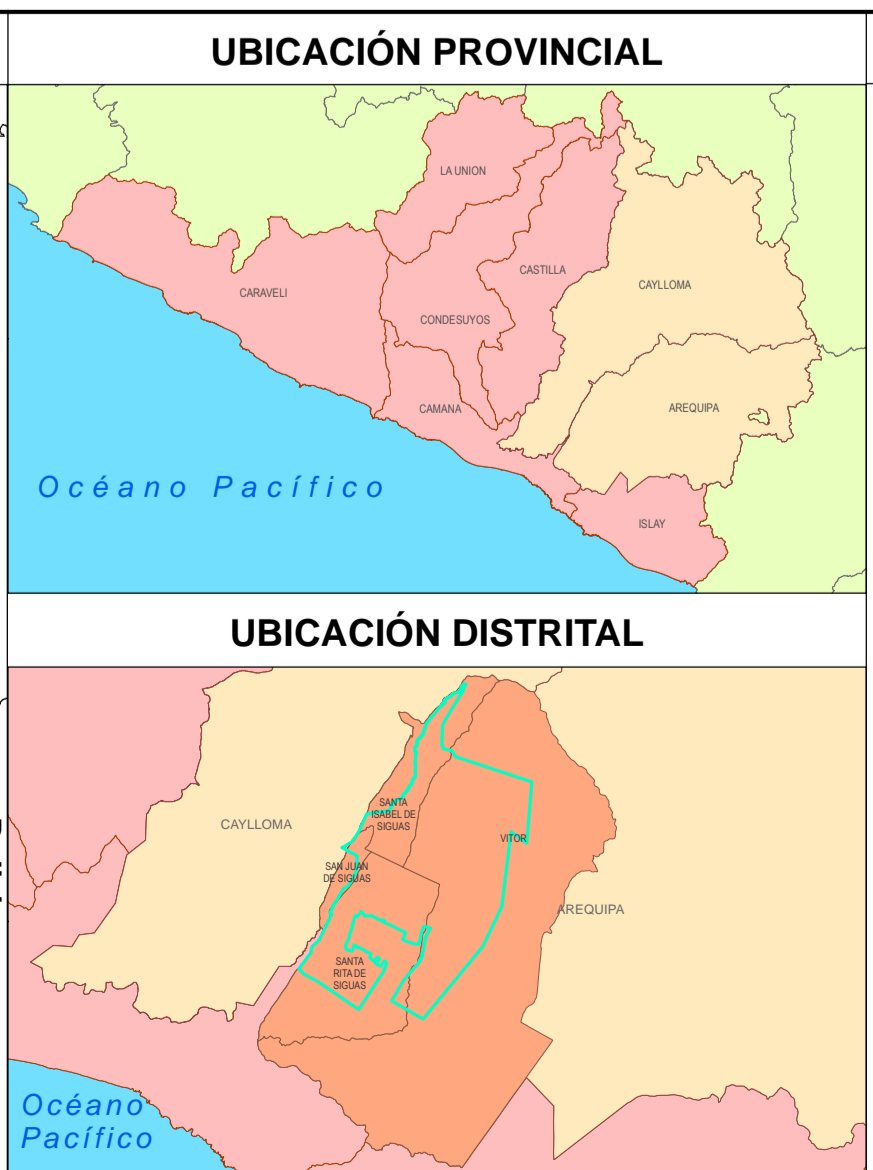 UBICACIÓN PROVINCIAL
LA UNION
CASTILLA
CAYLLOMA
CARAVELI
CONDESUYOS
CAMANA
AREQUIPA
Océano Pacífico
ISLAY
UBICACIÓN DISTRITAL
SANTA
ISABEL DE
SIGUAS
CAYLLOMA
VITOR
SAN JUAN
DE SIGUAS
AREQUIPA
SANTA
RITA DE
SIGUAS
Océano
Pacífico